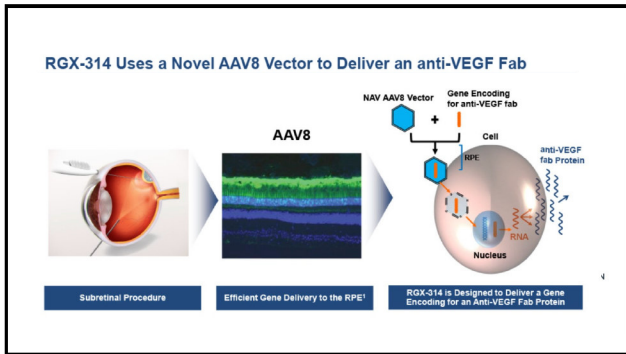 RGX-314 Uses a Novel AAV8 Vector to Deliver an anti-VEGF Fab
AAV8
NAV AAV8 Vector
+
Gene Encoding
for anti-VEGF fab
Cell
RPE
anti-VEGF
fab Protein
RNA
Nucleus
Subretinal Procedure
Efficient Gene Delivery to the RPE¹
RGX-314 is Designed to Deliver a Gene
Encoding for an Anti-VEGF Fab Protein